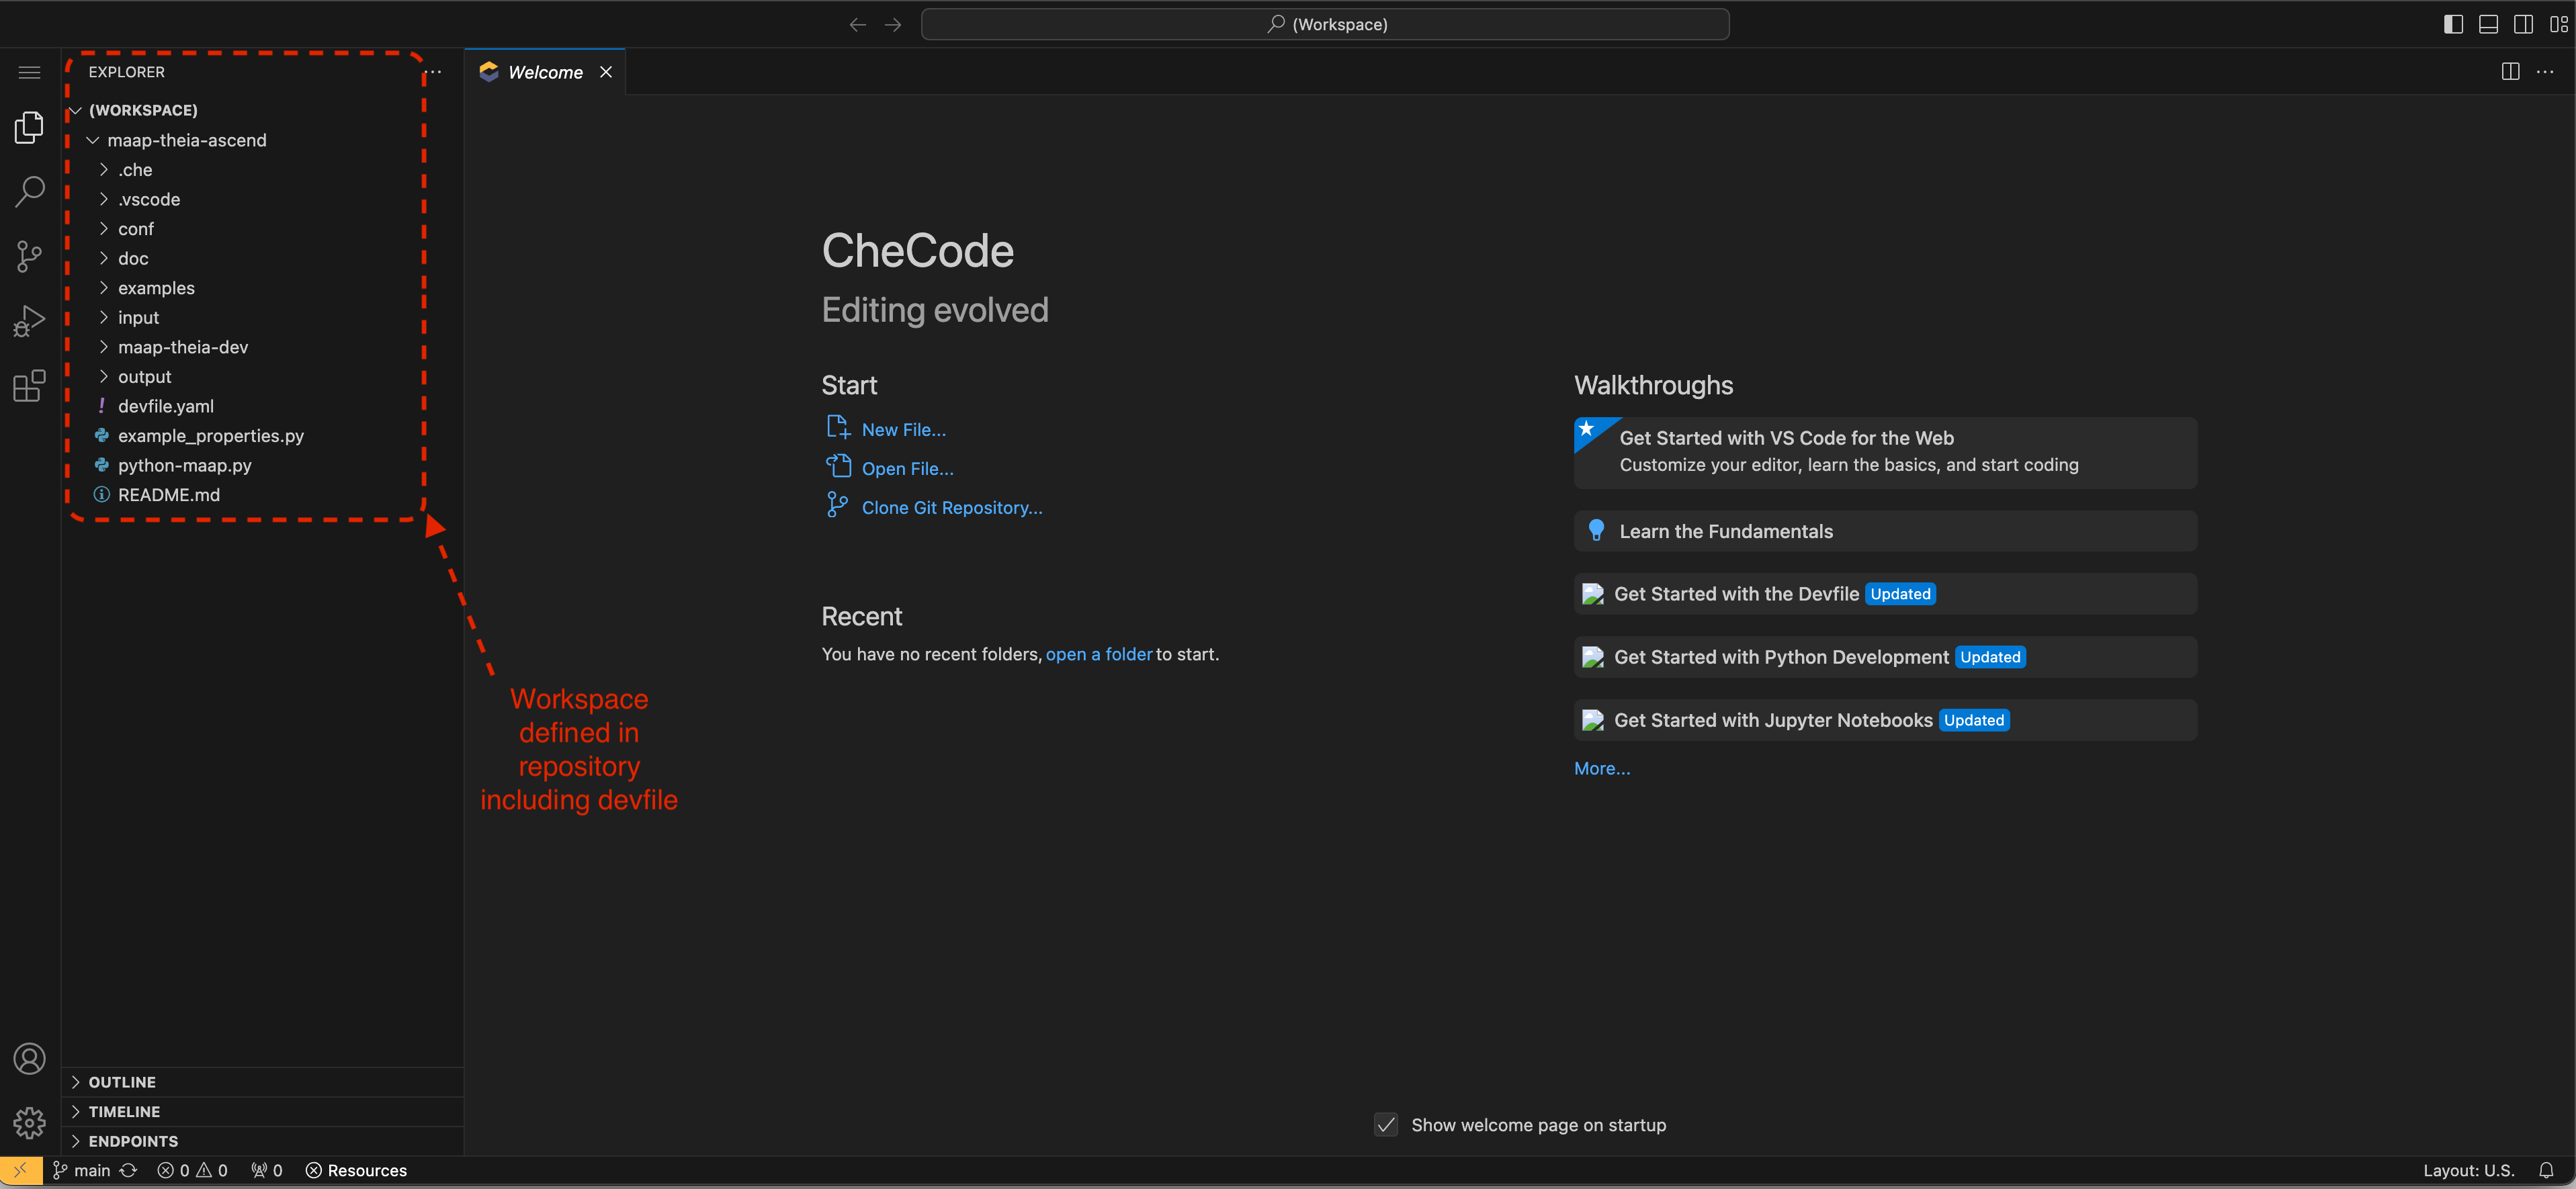 (Workspace)
EXPLORER
Welcome
(WORKSPACE)
maap-theia-ascend
.che
.vscode
conf
doc
examples
input
maap-theia-dev
output
devfile.yaml
example_properties.py
python-maap.py
README.md
Workspace
defined in
repository
including devfile
CheCode
Editing evolved
Start
New File...
Open File...
Clone Git Repository...
Recent
You have no recent folders, open a folder to start.
Walkthroughs
Get Started with VS Code for the Web
Customize your editor, learn the basics, and start coding
Learn the Fundamentals
Get Started with the Devfile Updated
Get Started with Python Development Updated
Get Started with Jupyter Notebooks Updated
More...
Show welcome page on startup
OUTLINE
TIMELINE
ENDPOINTS
main 0 0 0 Resources
Layout: U.S.